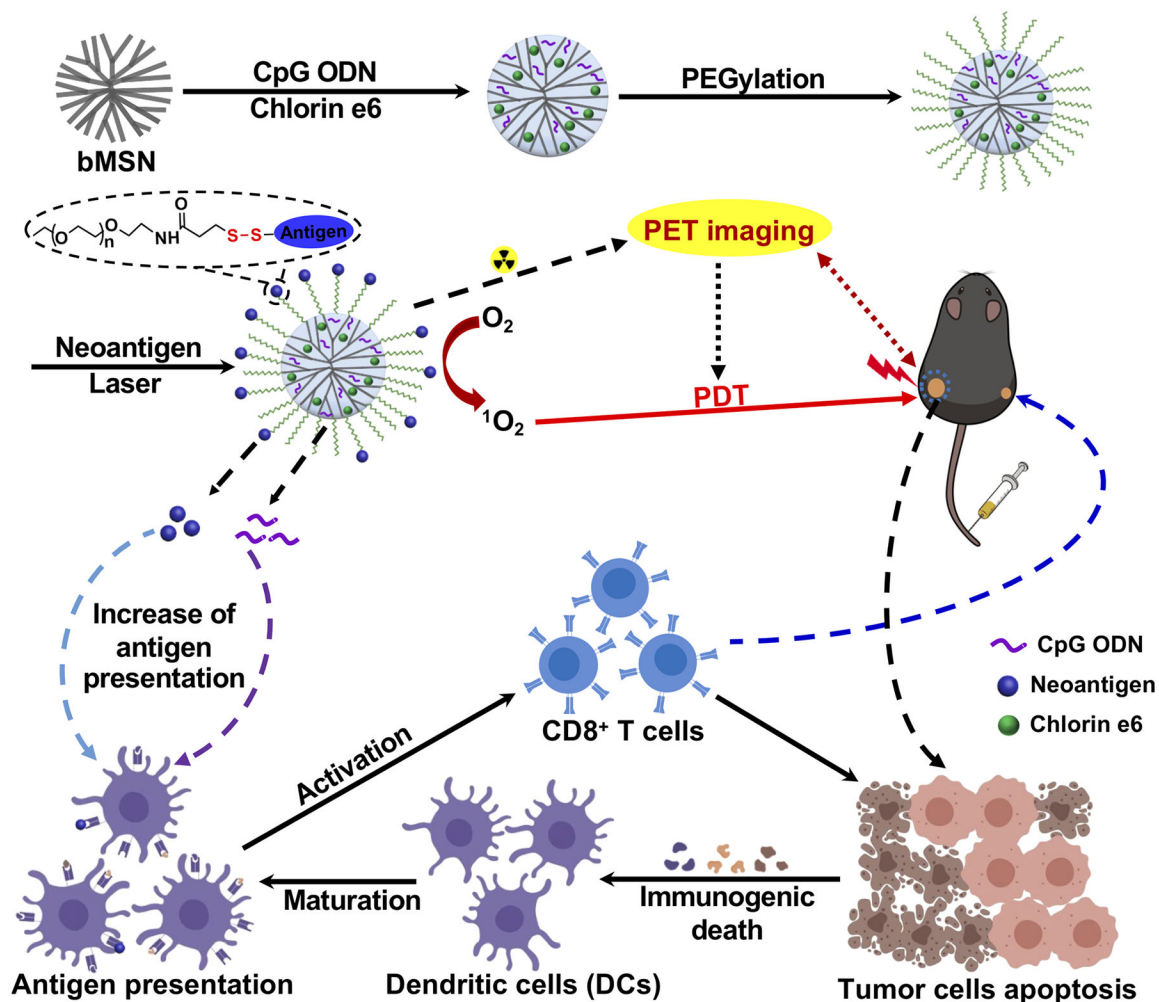 CpG ODN
Chlorin e6
PEGylation
bMSN
O
O
O
n
NH
S–S
Antigen
PET imaging
O₂
Neoantigen
Laser
PDT
¹O₂
Increase of
antigen
presentation
CpG ODN
Neoantigen
Chlorin e6
CD8⁺ T cells
Activation
Maturation
Immunogenic
death
Antigen presentation
Dendritic cells (DCs)
Tumor cells apoptosis